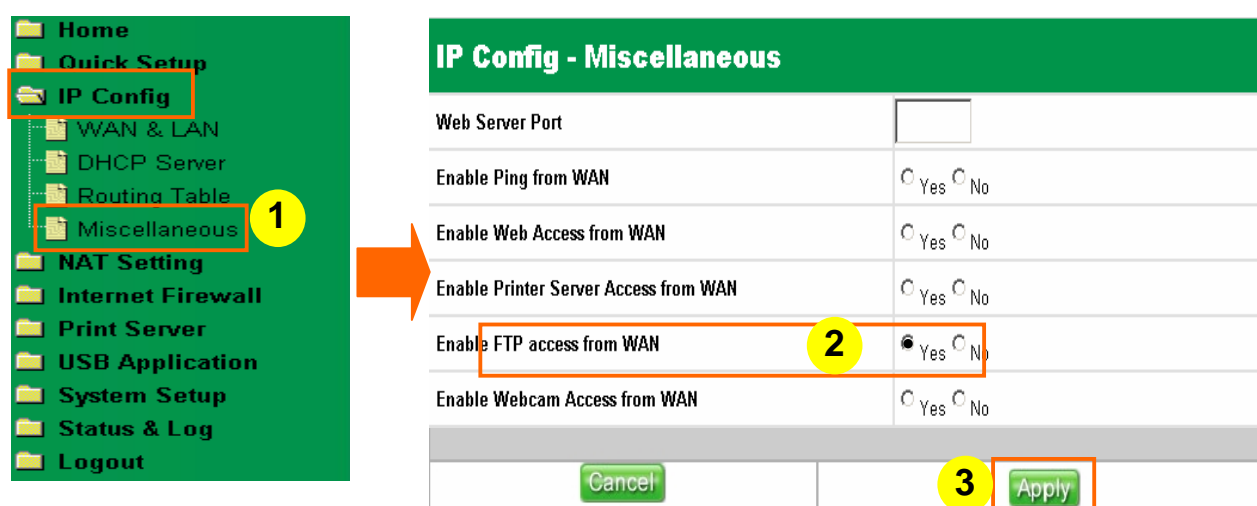 Home
Quick Setup
IP Config
WAN & LAN
DHCP Server
Routing Table
Miscellaneous
1
NAT Setting
Internet Firewall
Print Server
USB Application
System Setup
Status & Log
Logout
IP Config - Miscellaneous
Web Server Port
Enable Ping from WAN Yes No
Enable Web Access from WAN Yes No
Enable Printer Server Access from WAN Yes No
Enable FTP access from WAN 2 Yes No
Enable Webcam Access from WAN Yes No
Cancel 3 Apply